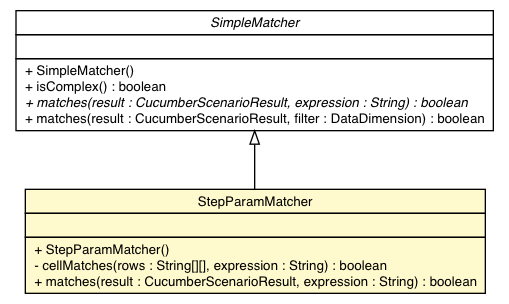 SimpleMatcher
+ SimpleMatcher()
+ isComplex() : boolean
+ matches(result : CucumberScenarioResult, expression : String) : boolean
+ matches(result : CucumberScenarioResult, filter : DataDimension) : boolean
StepParamMatcher
+ StepParamMatcher()
- cellMatches(rows : String[][], expression : String) : boolean
+ matches(result : CucumberScenarioResult, expression : String) : boolean